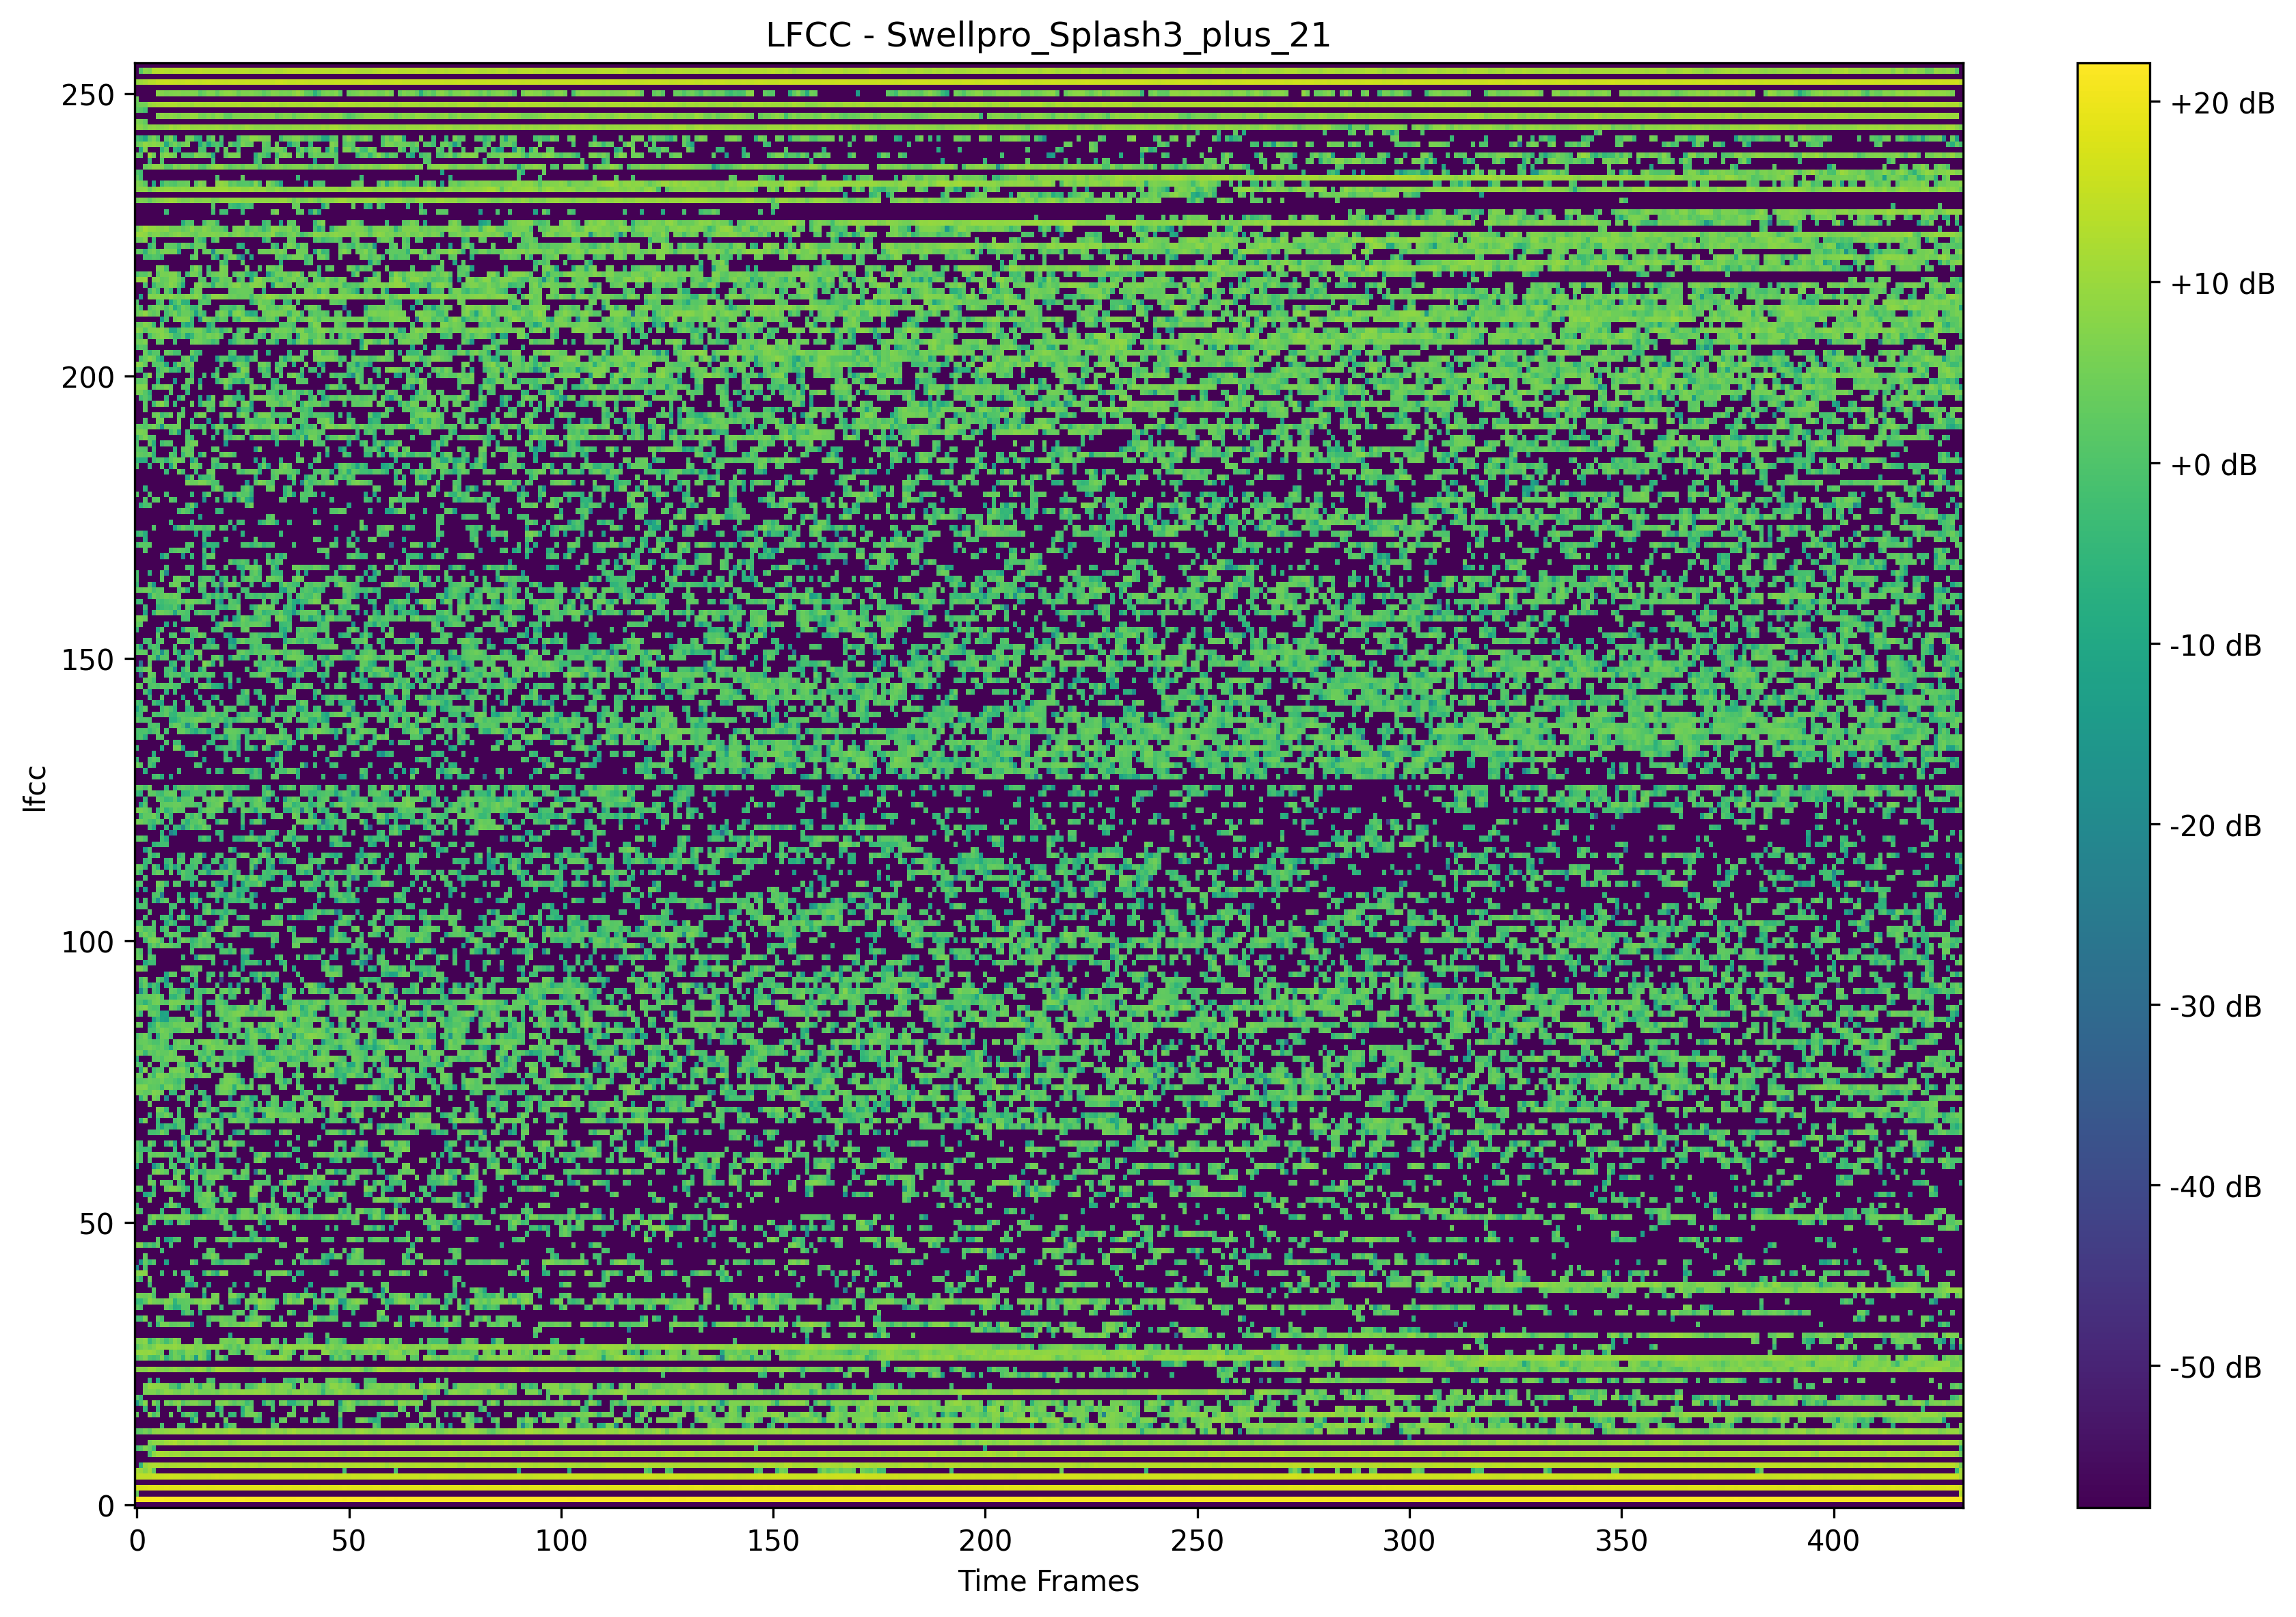 LFCC - Swellpro_Splash3_plus_21
250
200
150
100
50
0
lfcc
0 50 100 150 200 250 300 350 400
Time Frames
+20 dB
+10 dB
+0 dB
-10 dB
-20 dB
-30 dB
-40 dB
-50 dB